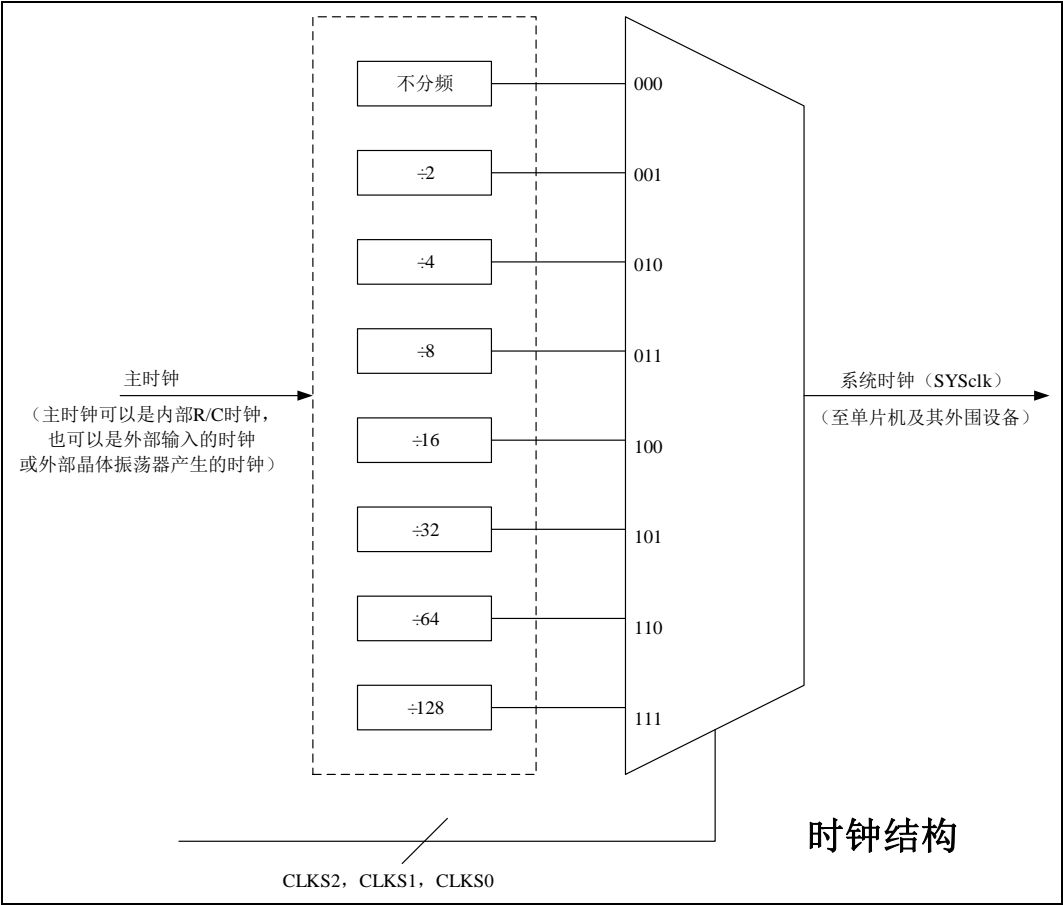 不分频
000
÷2
001
÷4
010
÷8
011
主时钟
（主时钟可以是内部R/C时钟，
也可以是外部输入的时钟
或外部晶体振荡器产生的时钟）
系统时钟（SYSclk）
（至单片机及其外围设备）
÷16
100
÷32
101
÷64
110
÷128
111
时钟结构
CLKS2，CLKS1，CLKS0